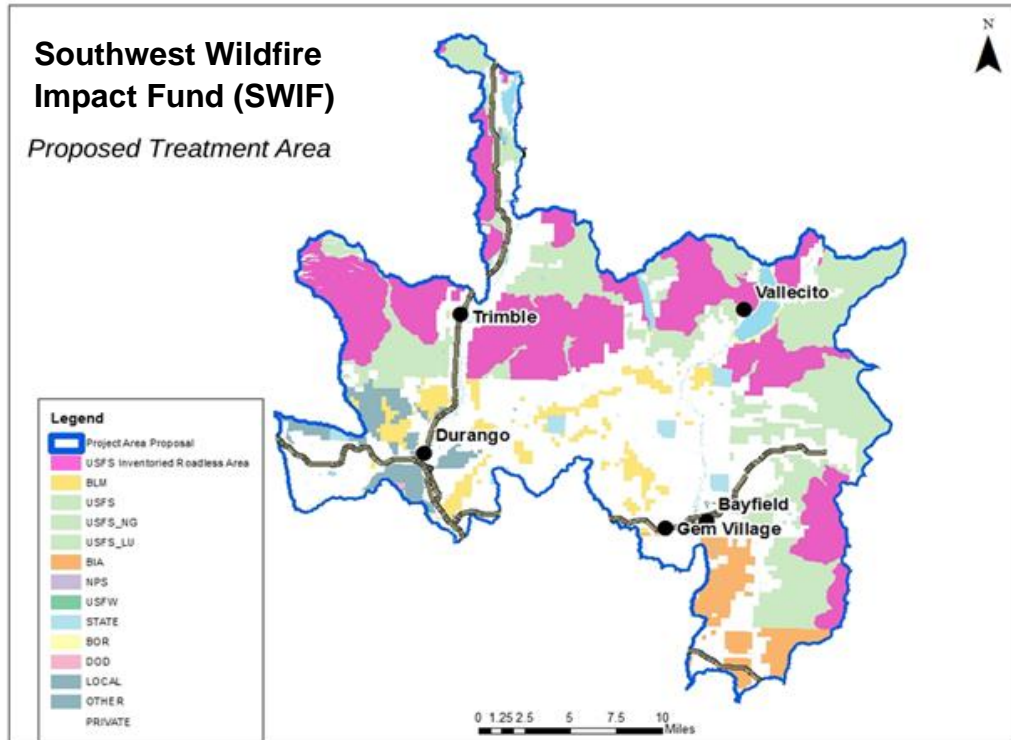 Southwest Wildfire
Impact Fund (SWIF)
Proposed Treatment Area
N
Vallecito
Trimble
Durango
Bayfield
Gem Village
Legend
Project Area Proposal
USFS Inventoried Roadless Area
BLM
USFS
USFS_NG
USFS_LU
BIA
NPS
USFW
STATE
BOR
DOD
LOCAL
OTHER
PRIVATE
0 1.25 2.5 5 7.5 10
Miles